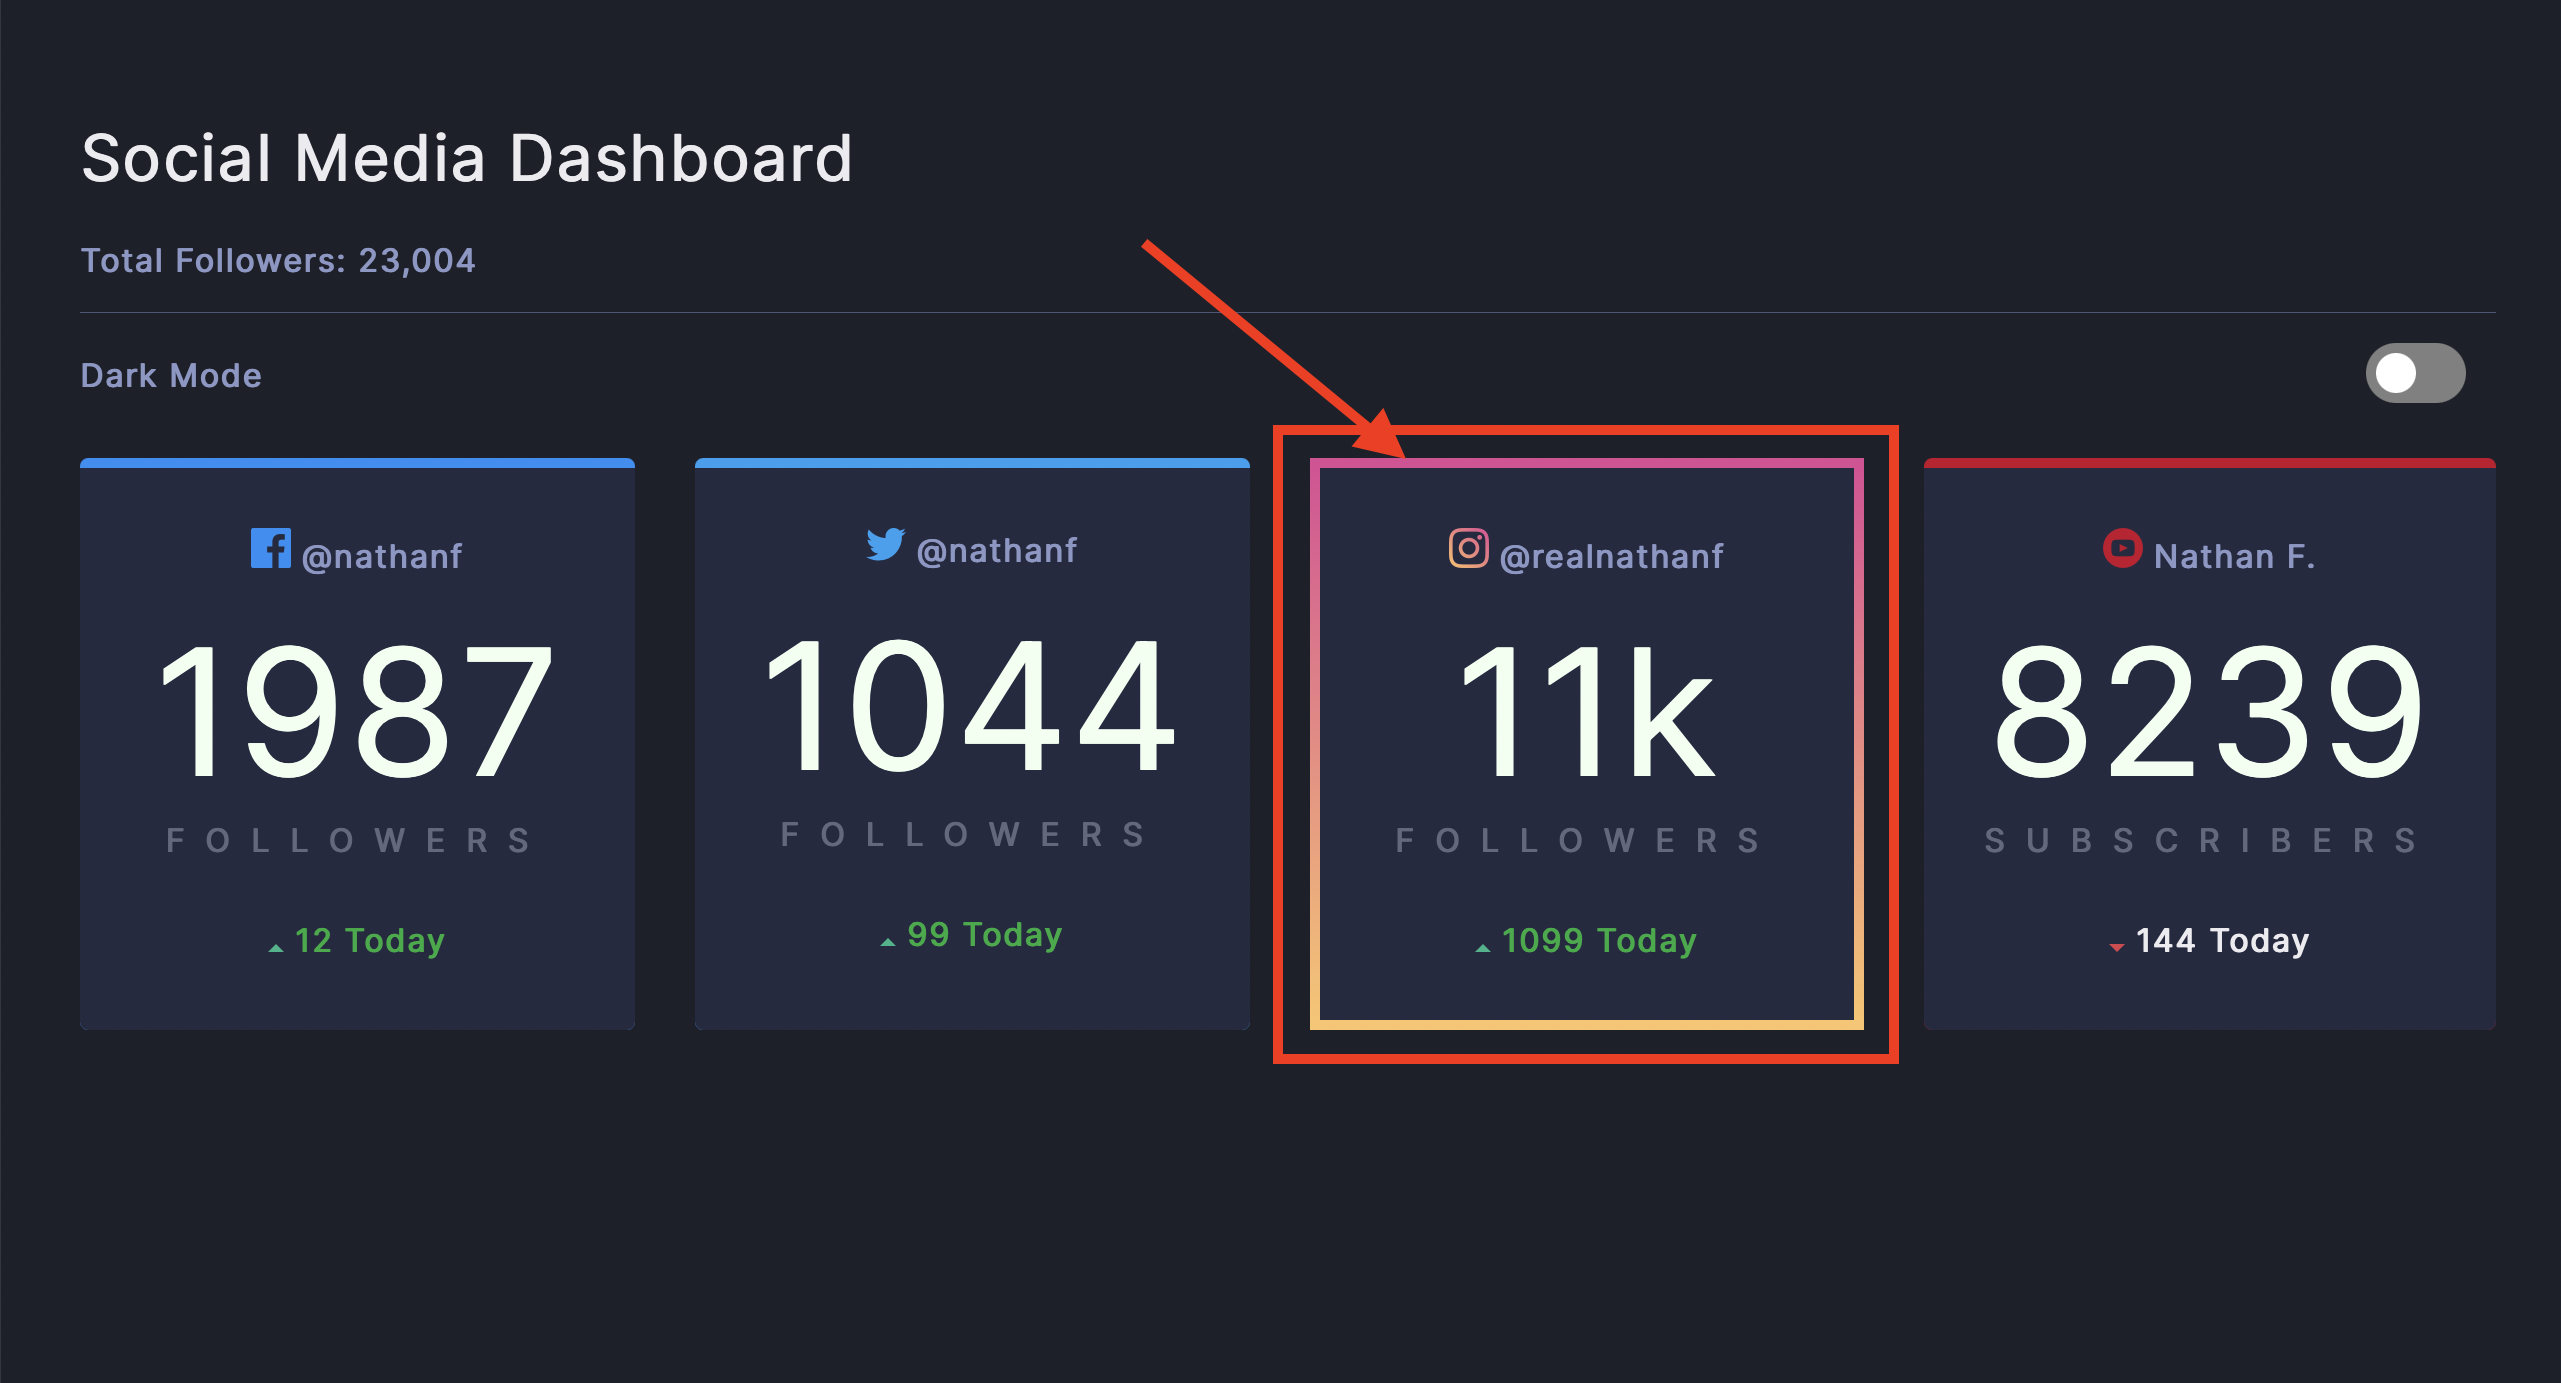 Social Media Dashboard
Total Followers: 23,004
Dark Mode
@nathanf
1987
FOLLOWERS
12 Today
@nathanf
1044
FOLLOWERS
99 Today
@realnathanf
11k
FOLLOWERS
1099 Today
Nathan F.
8239
SUBSCRIBERS
144 Today